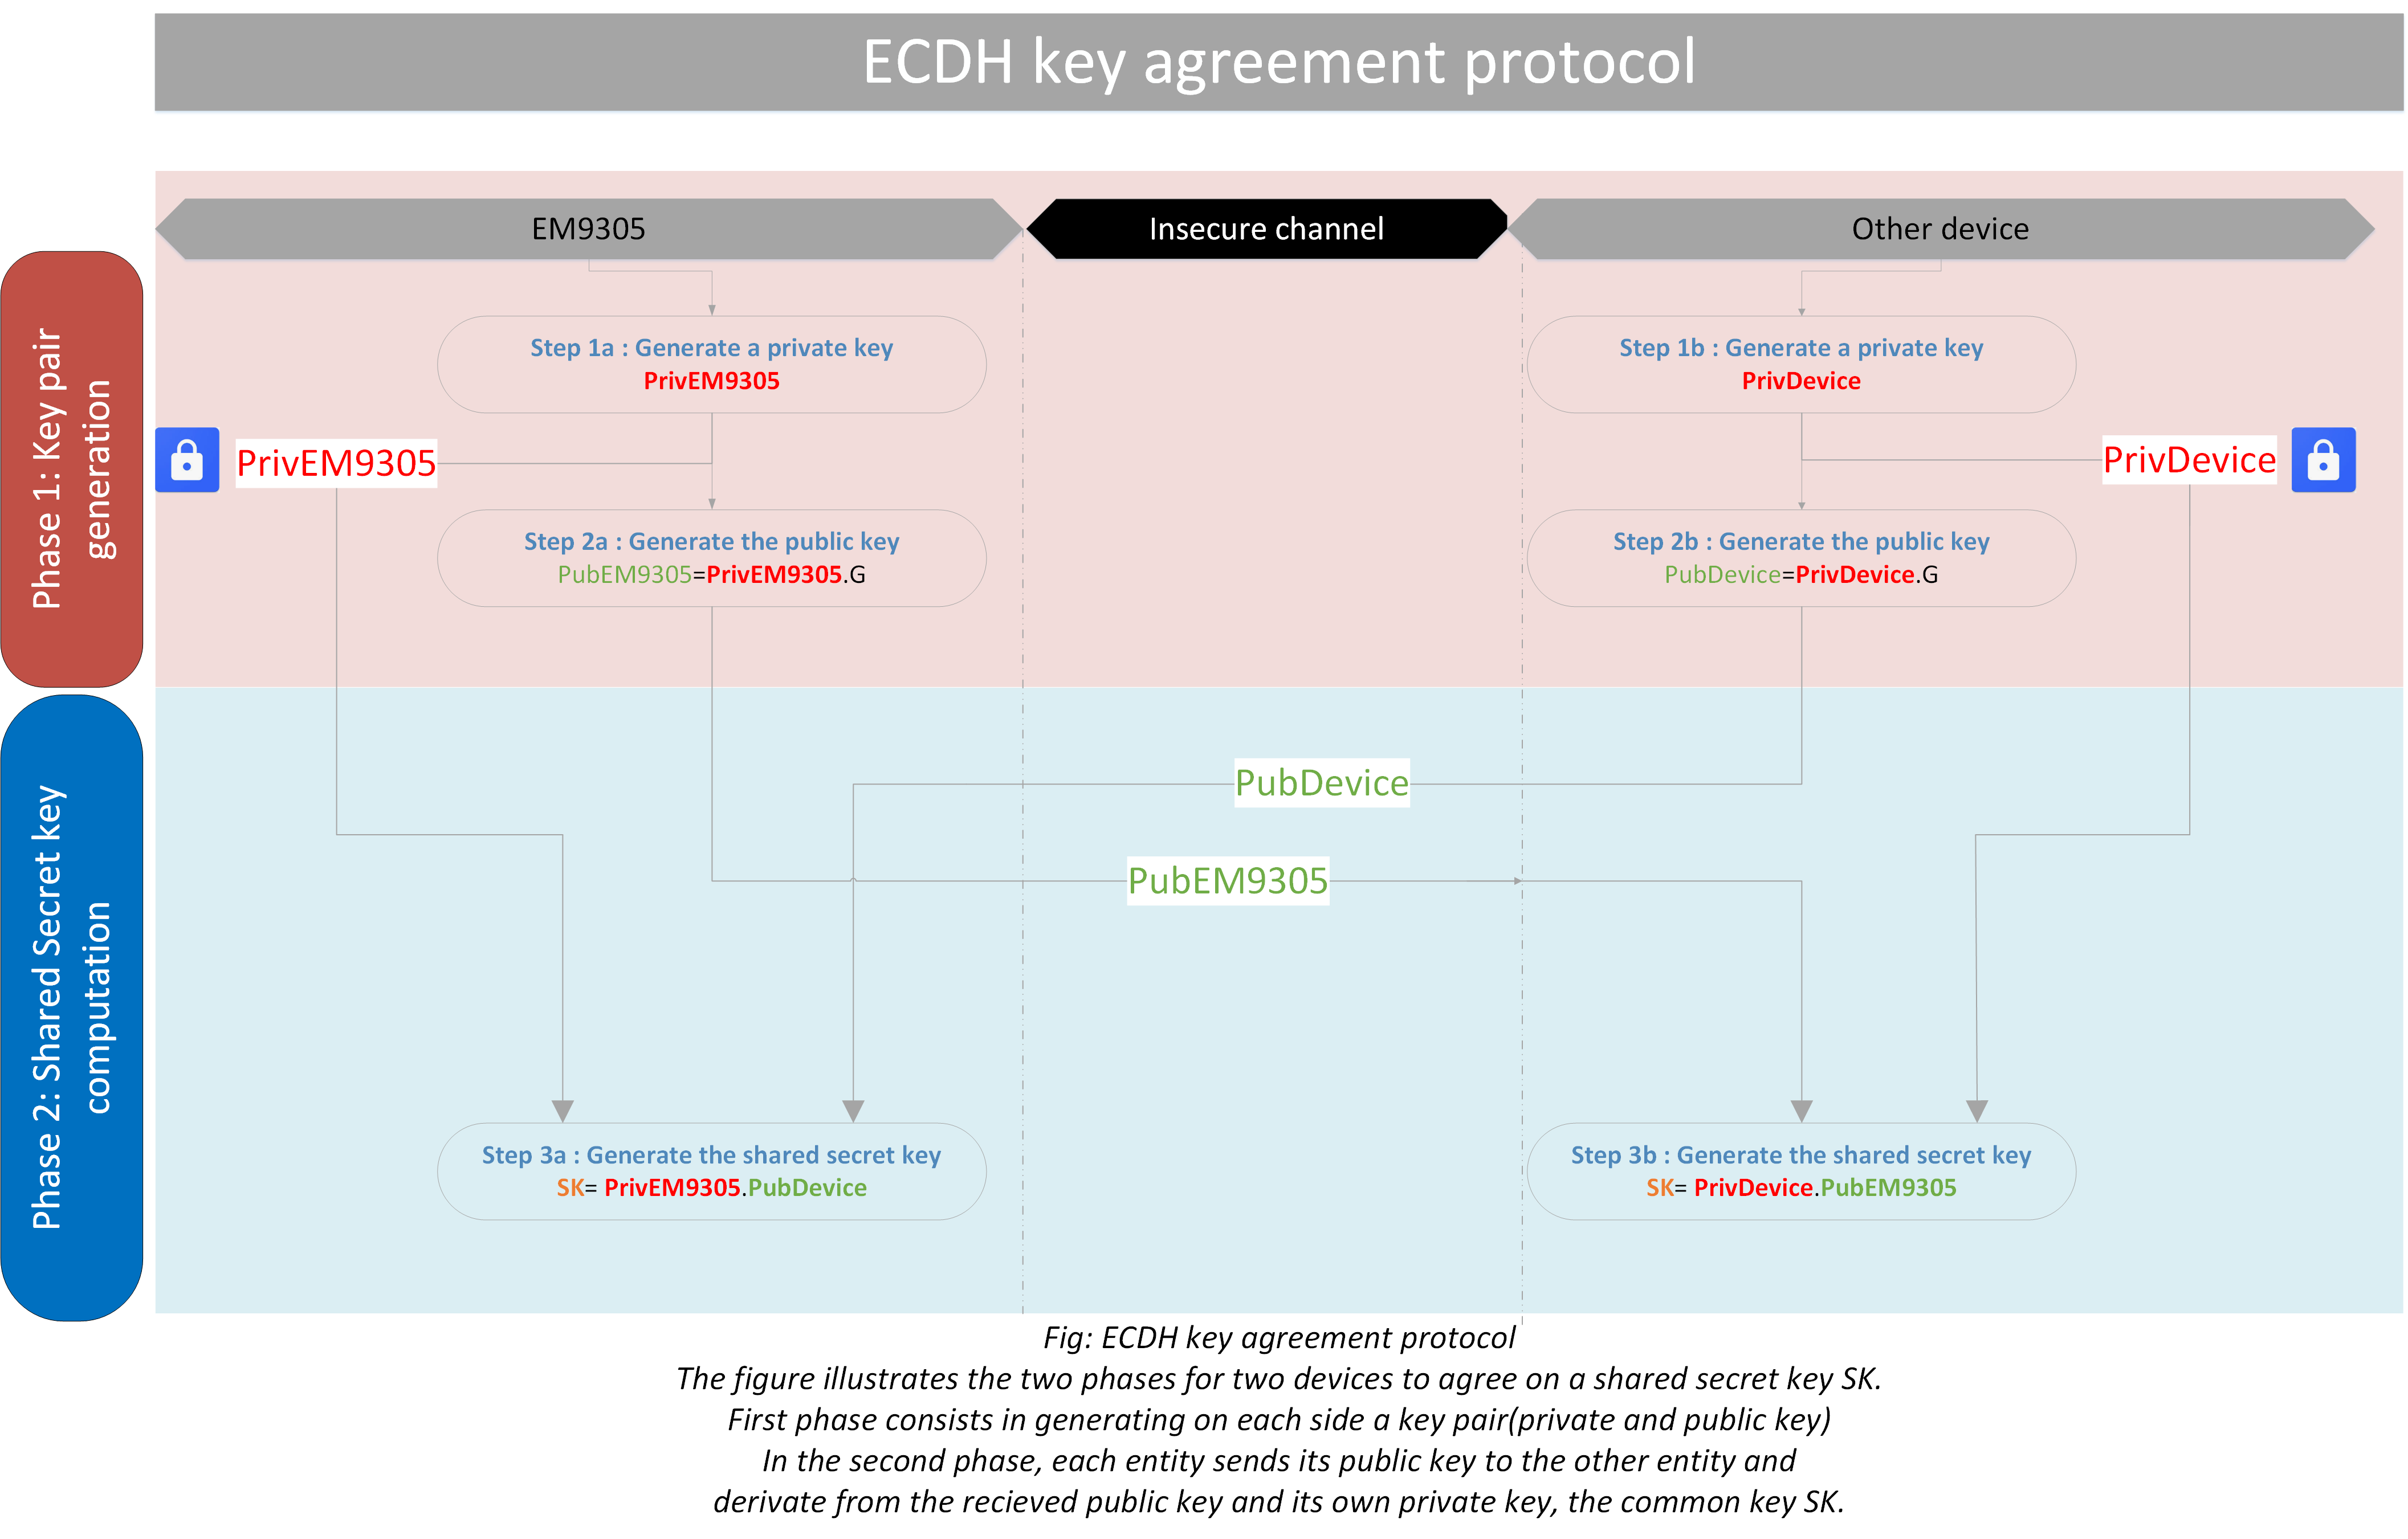 ECDH key agreement protocol
EM9305
Insecure channel
Other device
Phase 1: Key pair
generation
Step 1a : Generate a private key
PrivEM9305
Step 1b : Generate a private key
PrivDevice
PrivEM9305
PrivDevice
Step 2a : Generate the public key
PubEM9305=PrivEM9305.G
Step 2b : Generate the public key
PubDevice=PrivDevice.G
Phase 2: Shared Secret key
computation
PubDevice
PubEM9305
Step 3a : Generate the shared secret key
SK= PrivEM9305.PubDevice
Step 3b : Generate the shared secret key
SK= PrivDevice.PubEM9305
Fig: ECDH key agreement protocol
The figure illustrates the two phases for two devices to agree on a shared secret key SK.
First phase consists in generating on each side a key pair(private and public key)
In the second phase, each entity sends its public key to the other entity and
derivate from the recieved public key and its own private key, the common key SK.